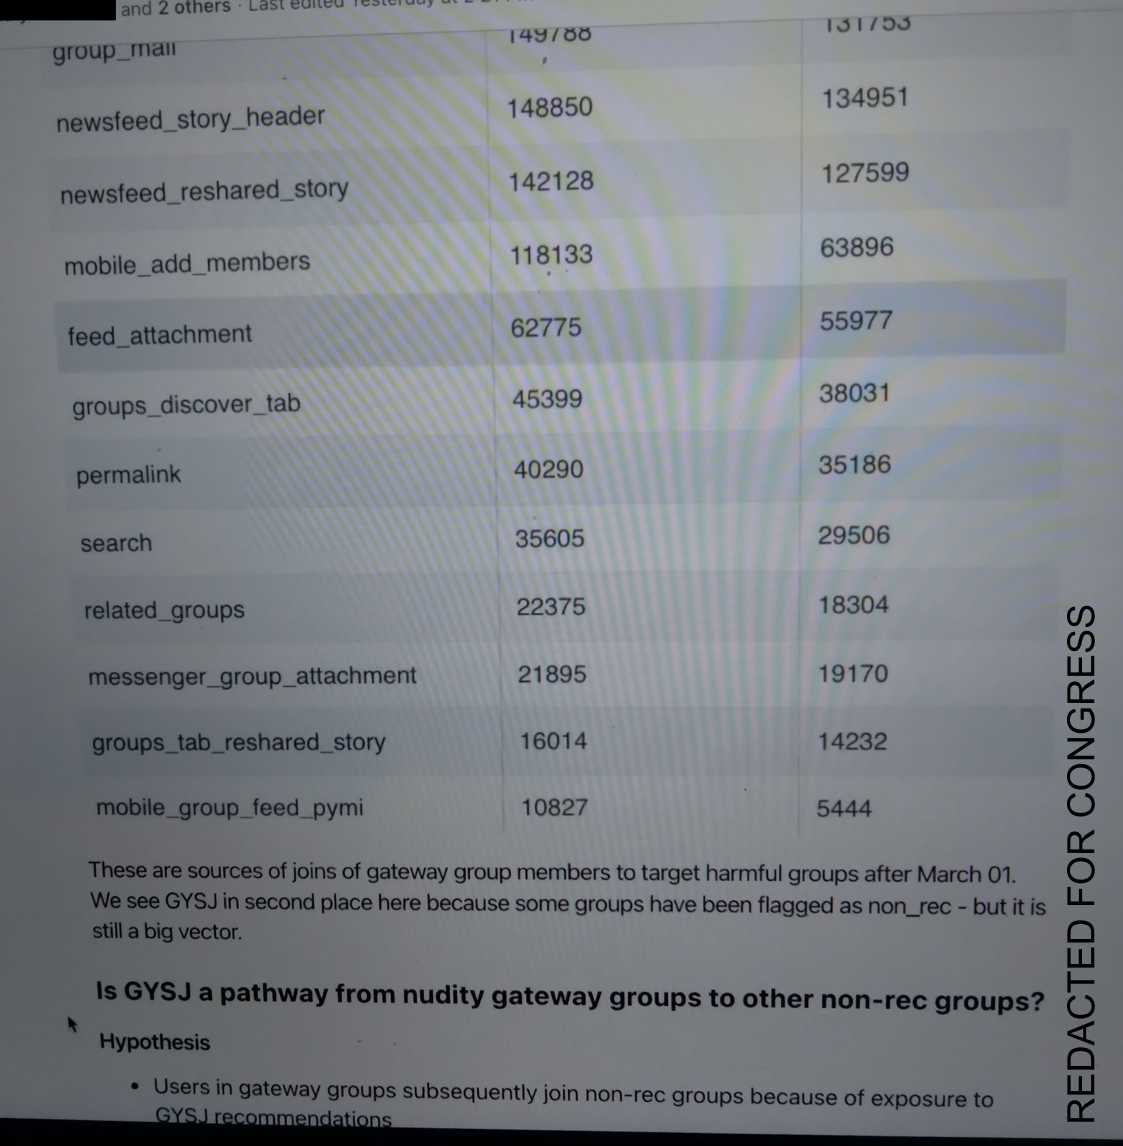 and 2 others · Last edited Yesterday at
group_mall 149788 131753
newsfeed_story_header 148850 134951
newsfeed_reshared_story 142128 127599
mobile_add_members 118133 63896
feed_attachment 62775 55977
groups_discover_tab 45399 38031
permalink 40290 35186
search 35605 29506
related_groups 22375 18304
messenger_group_attachment 21895 19170
groups_tab_reshared_story 16014 14232
mobile_group_feed_pymi 10827 5444
These are sources of joins of gateway group members to target harmful groups after March 01.
We see GYSJ in second place here because some groups have been flagged as non_rec - but it is
still a big vector.
Is GYSJ a pathway from nudity gateway groups to other non-rec groups?
Hypothesis
• Users in gateway groups subsequently join non-rec groups because of exposure to
GYSJ recommendations
REDACTED FOR CONGRESS